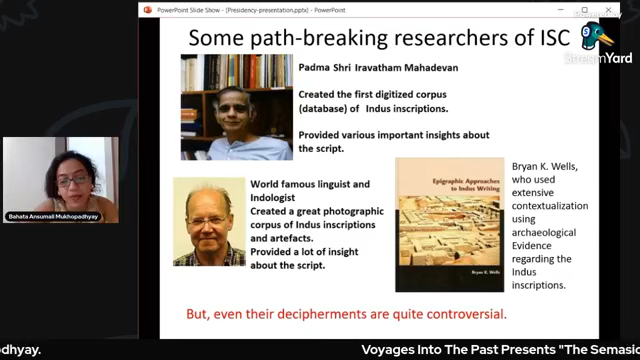 PowerPoint Slide Show - [Presidency-presentation.pptx] - PowerPoint
Some path-breaking researchers of ISC
StreamYard
Padma Shri Iravatham Mahadevan
Created the first digitized corpus
(database) of Indus inscriptions.
Provided various important insights about
the script.
World famous linguist and
Indologist
Created a great photographic
corpus of Indus inscriptions
and artefacts.
Provided a lot of insight
about the script.
Epigraphic Approaches
to Indus Writing
Bryan K. Wells
Bryan K. Wells,
who used
extensive
contextualization
using
archaeological
Evidence
regarding the
Indus
inscriptions.
But, even their decipherments are quite controversial.
Bahata Ansumali Mukhopadhyay
odhyay.
Voyages Into The Past Presents "The Semasic